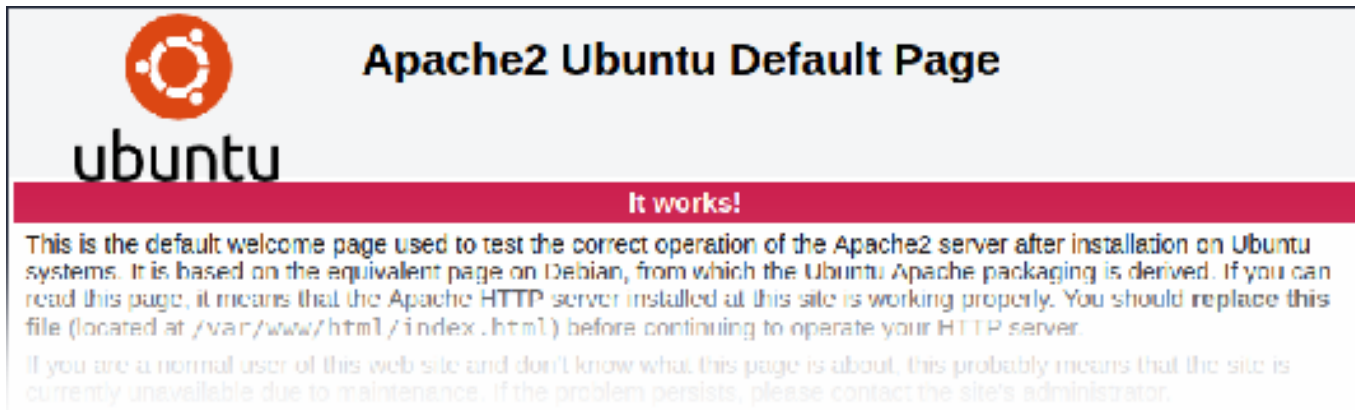 Apache2 Ubuntu Default Page
ubuntu
It works!
This is the default welcome page used to test the correct operation of the Apache2 server after installation on Ubuntu
systems. It is based on the equivalent page on Debian, from which the Ubuntu Apache packaging is derived. If you can
read this page, it means that the Apache HTTP server installed at this site is working properly. You should replace this
file (located at /var/www/html/index.html) before continuing to operate your HTTP server.
If you are a normal user of this web site and don't know what this page is about, this probably means that the site is
currently unavailable due to maintenance. If the problem persists, please contact the site's administrator.